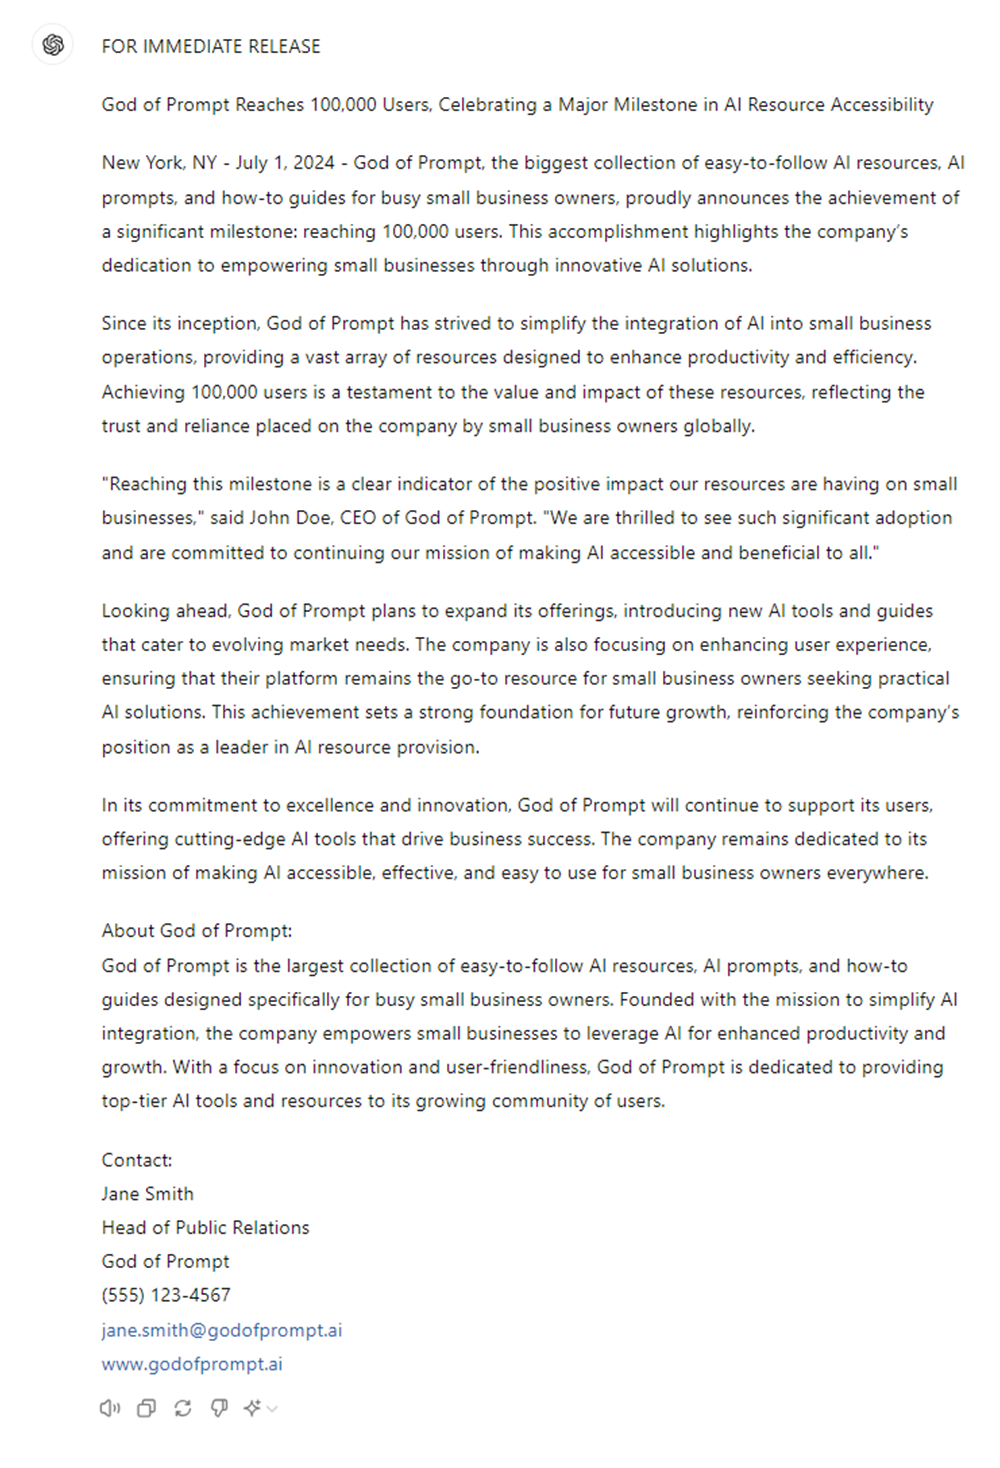 FOR IMMEDIATE RELEASE
God of Prompt Reaches 100,000 Users, Celebrating a Major Milestone in AI Resource Accessibility
New York, NY - July 1, 2024 - God of Prompt, the biggest collection of easy-to-follow AI resources, AI
prompts, and how-to guides for busy small business owners, proudly announces the achievement of
a significant milestone: reaching 100,000 users. This accomplishment highlights the company's
dedication to empowering small businesses through innovative AI solutions.
Since its inception, God of Prompt has strived to simplify the integration of AI into small business
operations, providing a vast array of resources designed to enhance productivity and efficiency.
Achieving 100,000 users is a testament to the value and impact of these resources, reflecting the
trust and reliance placed on the company by small business owners globally.
"Reaching this milestone is a clear indicator of the positive impact our resources are having on small
businesses," said John Doe, CEO of God of Prompt. "We are thrilled to see such significant adoption
and are committed to continuing our mission of making AI accessible and beneficial to all."
Looking ahead, God of Prompt plans to expand its offerings, introducing new AI tools and guides
that cater to evolving market needs. The company is also focusing on enhancing user experience,
ensuring that their platform remains the go-to resource for small business owners seeking practical
AI solutions. This achievement sets a strong foundation for future growth, reinforcing the company's
position as a leader in AI resource provision.
In its commitment to excellence and innovation, God of Prompt will continue to support its users,
offering cutting-edge AI tools that drive business success. The company remains dedicated to its
mission of making AI accessible, effective, and easy to use for small business owners everywhere.
About God of Prompt:
God of Prompt is the largest collection of easy-to-follow AI resources, AI prompts, and how-to
guides designed specifically for busy small business owners. Founded with the mission to simplify AI
integration, the company empowers small businesses to leverage AI for enhanced productivity and
growth. With a focus on innovation and user-friendliness, God of Prompt is dedicated to providing
top-tier AI tools and resources to its growing community of users.
Contact:
Jane Smith
Head of Public Relations
God of Prompt
(555) 123-4567
jane.smith@godofprompt.ai
www.godofprompt.ai